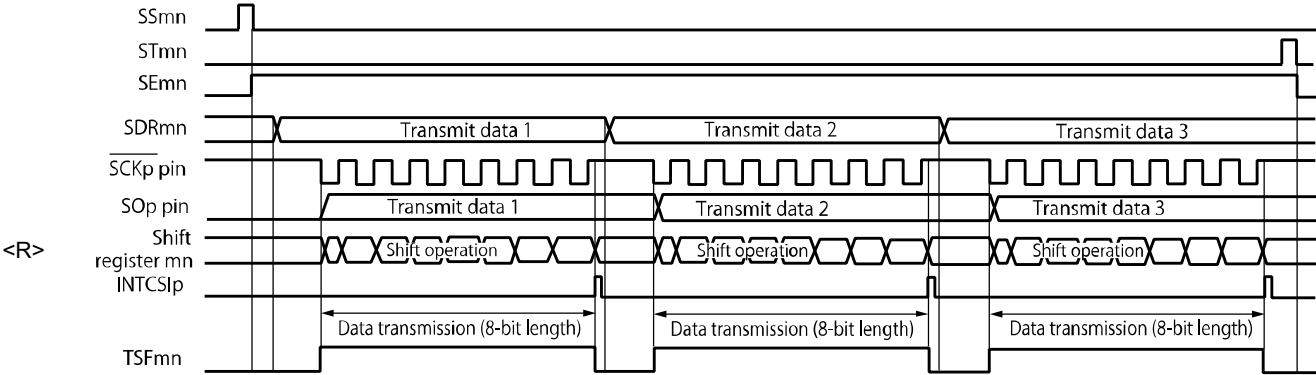 SSmn
STmn
SEmn
SDRmn Transmit data 1 Transmit data 2 Transmit data 3
SCKp pin
SOp pin Transmit data 1 Transmit data 2 Transmit data 3
Shift
<R> register mn Shift operation Shift operation Shift operation
INTCSIp
Data transmission (8-bit length) Data transmission (8-bit length) Data transmission (8-bit length)
TSFmn